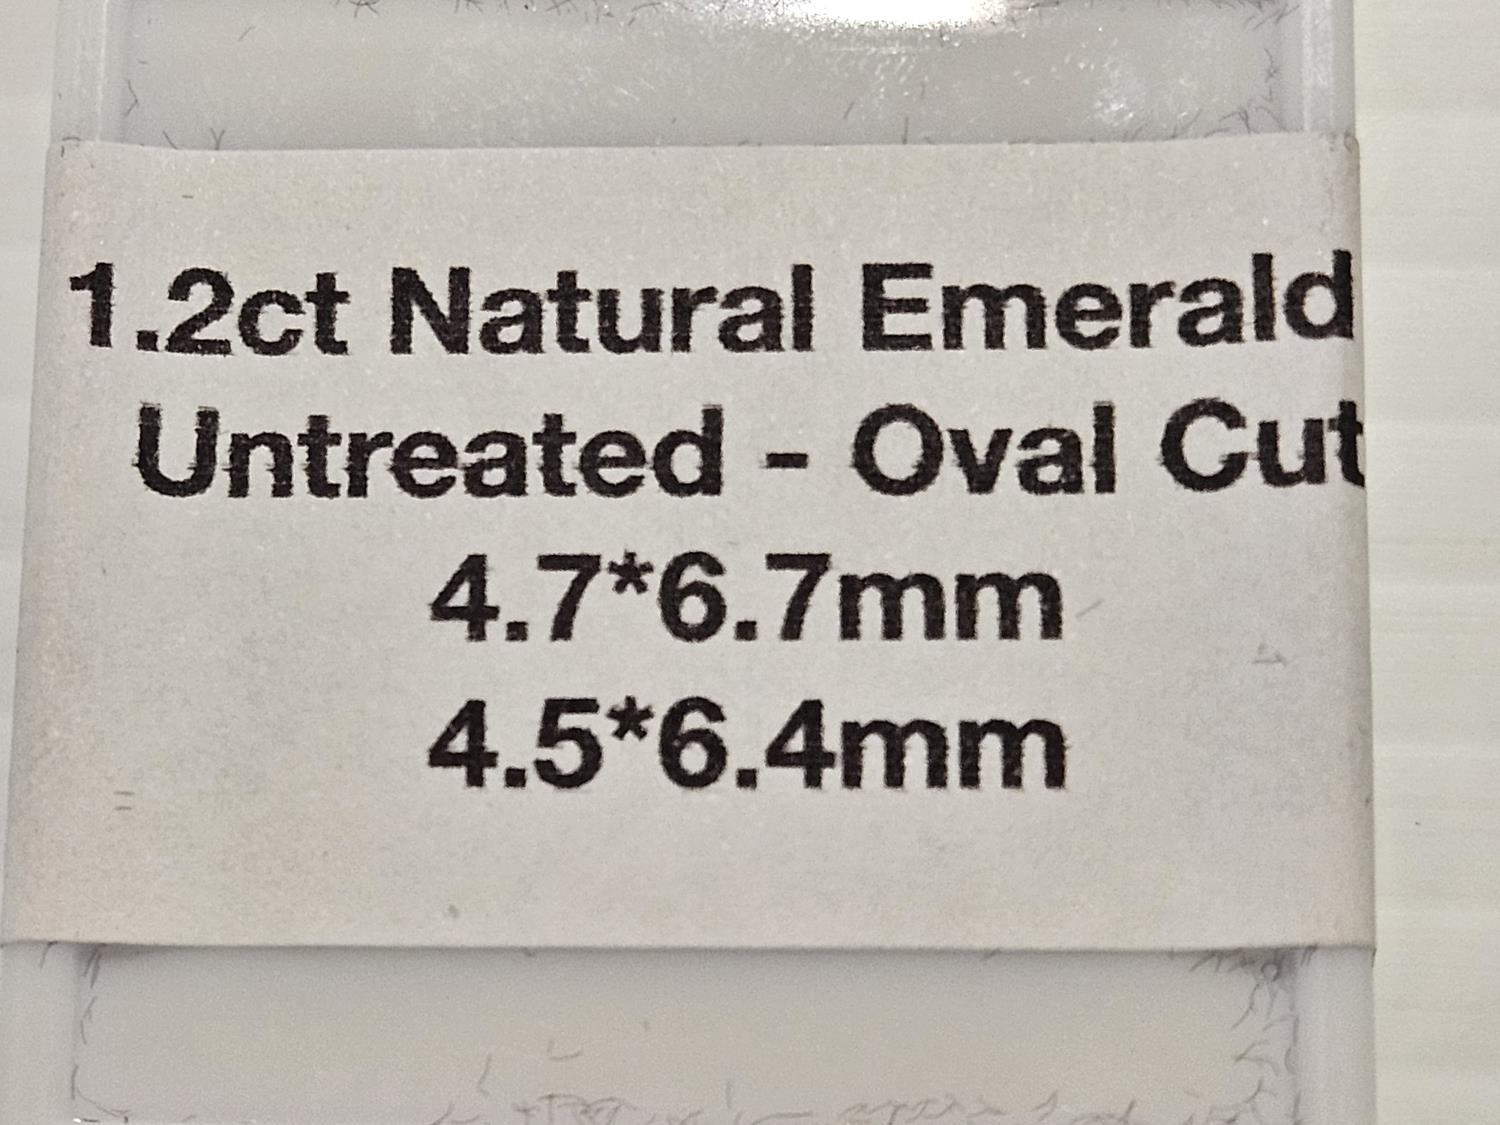 1.2ct Natural Emerald
Untreated - Oval Cut
4.7*6.7mm
4.5*6.4mm